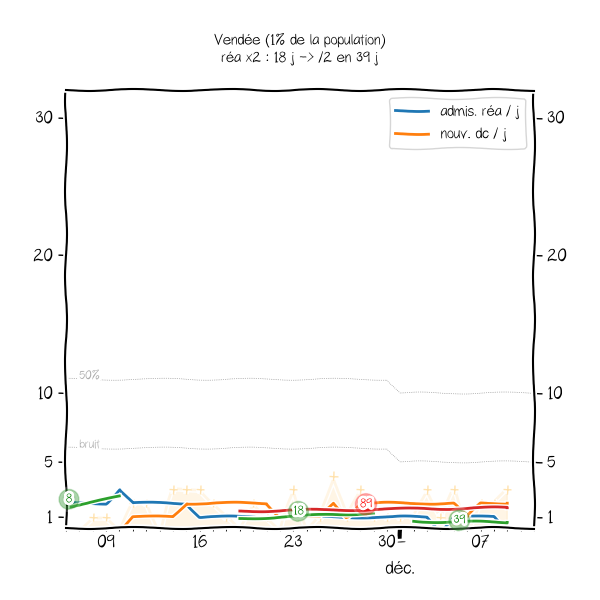 Vendée (1% de la population)
réa x2 : 18 j -> /2 en 39 j
admis. réa / j
nouv. dc / j
30 30
20 20
10 10
5 5
1 1
50%
bruit
8
18
89
39
09 16 23 30 07
déc.